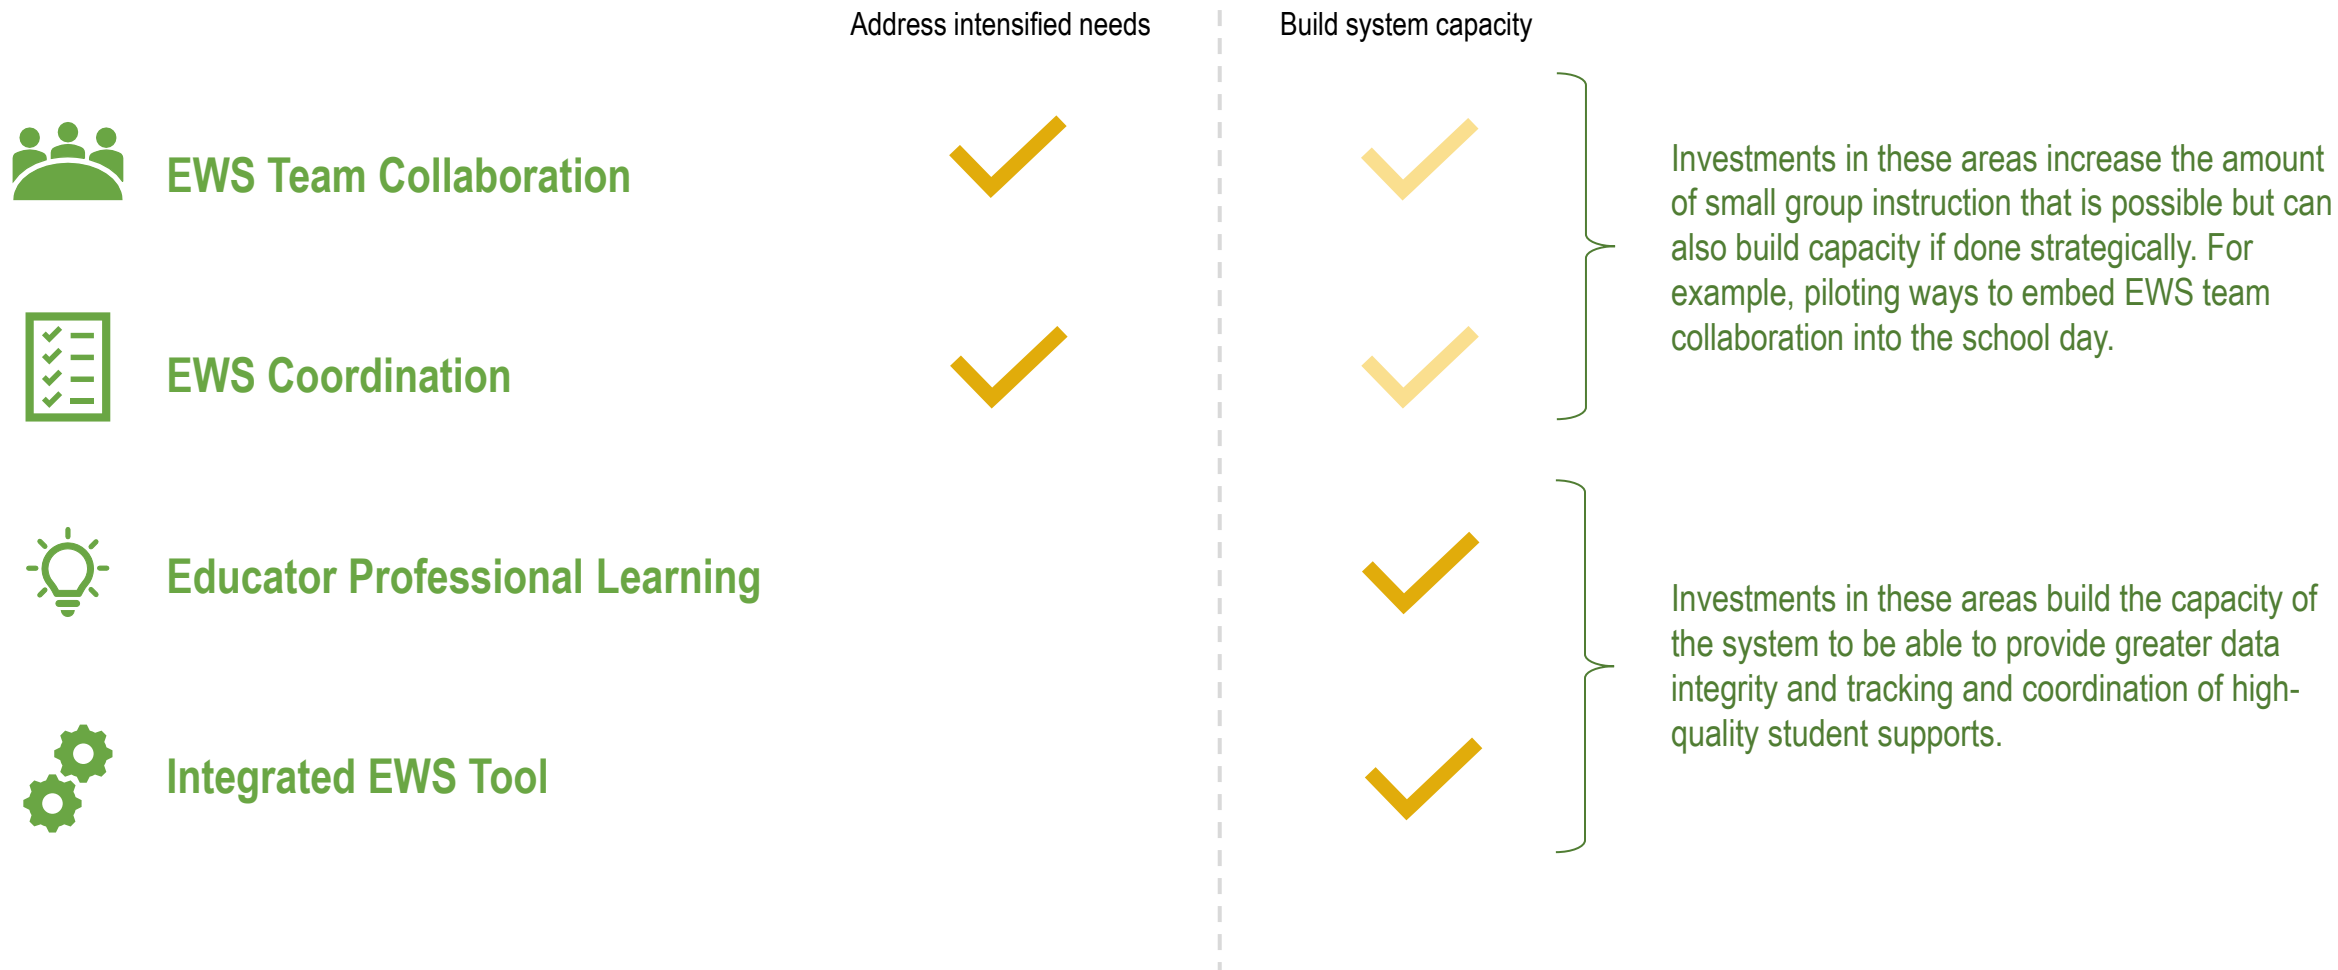 Address intensified needs
Build system capacity
EWS Team Collaboration
Investments in these areas increase the amount
of small group instruction that is possible but can
also build capacity if done strategically. For
example, piloting ways to embed EWS team
collaboration into the school day.
EWS Coordination
Educator Professional Learning
Investments in these areas build the capacity of
the system to be able to provide greater data
integrity and tracking and coordination of high-
quality student supports.
Integrated EWS Tool